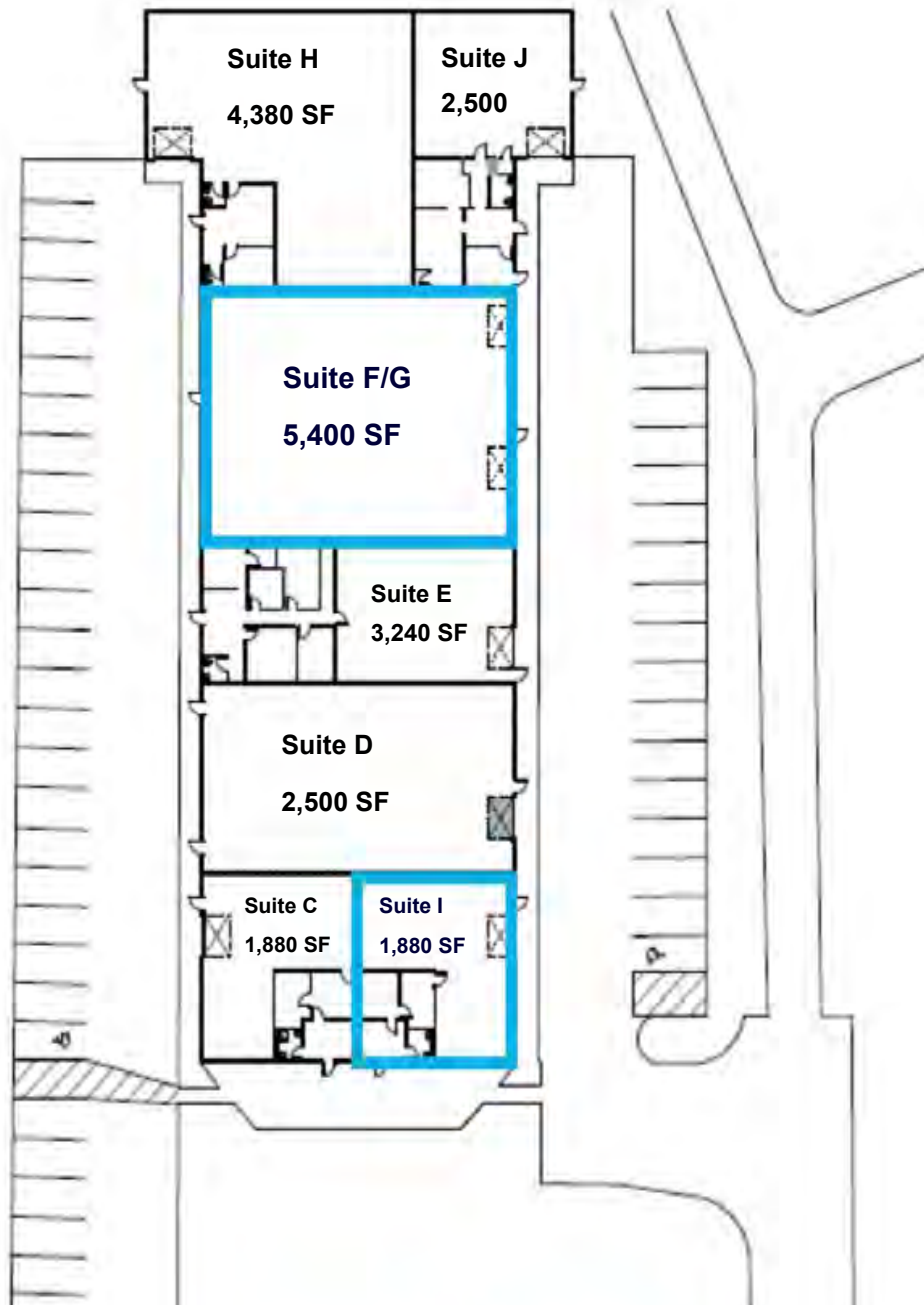 Suite H
4,380 SF
Suite J
2,500
Suite F/G
5,400 SF
Suite E
3,240 SF
Suite D
2,500 SF
Suite C
1,880 SF
Suite I
1,880 SF